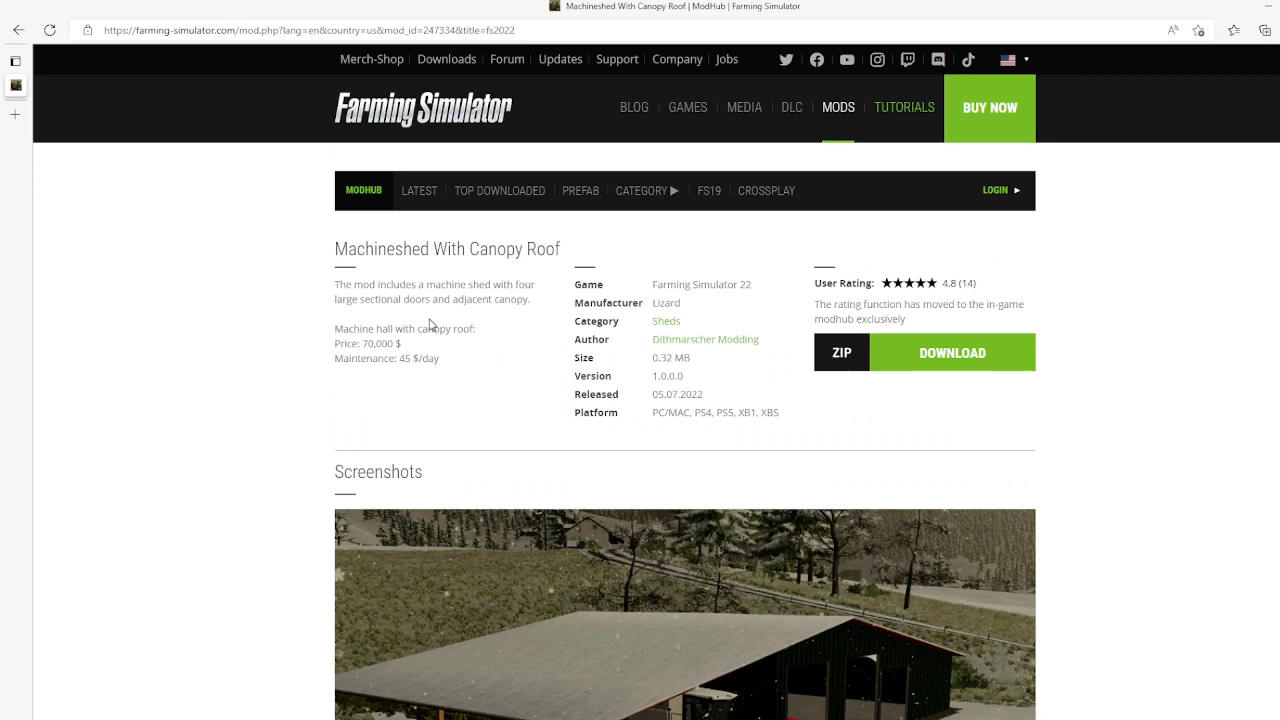 Machineshed With Canopy Roof | ModHub | Farming Simulator
https://farming-simulator.com/mod.php?lang=en&country=us&mod_id=247334&title=fs2022
Merch-Shop Downloads Forum Updates Support Company Jobs
Farming Simulator BLOG GAMES MEDIA DLC MODS TUTORIALS BUY NOW
MODHUB LATEST TOP DOWNLOADED PREFAB CATEGORY FS19 CROSSPLAY LOGIN
Machineshed With Canopy Roof
The mod includes a machine shed with four
large sectional doors and adjacent canopy.
Machine hall with canopy roof:
Price: 70,000 $
Maintenance: 45 $/day
Game Farming Simulator 22
Manufacturer Lizard
Category Sheds
Author Dithmarscher Modding
Size 0.32 MB
Version 1.0.0.0
Released 05.07.2022
Platform PC/MAC, PS4, PS5, XB1, XBS
User Rating: 4.8 (14)
The rating function has moved to the in-game
modhub exclusively
ZIP DOWNLOAD
Screenshots